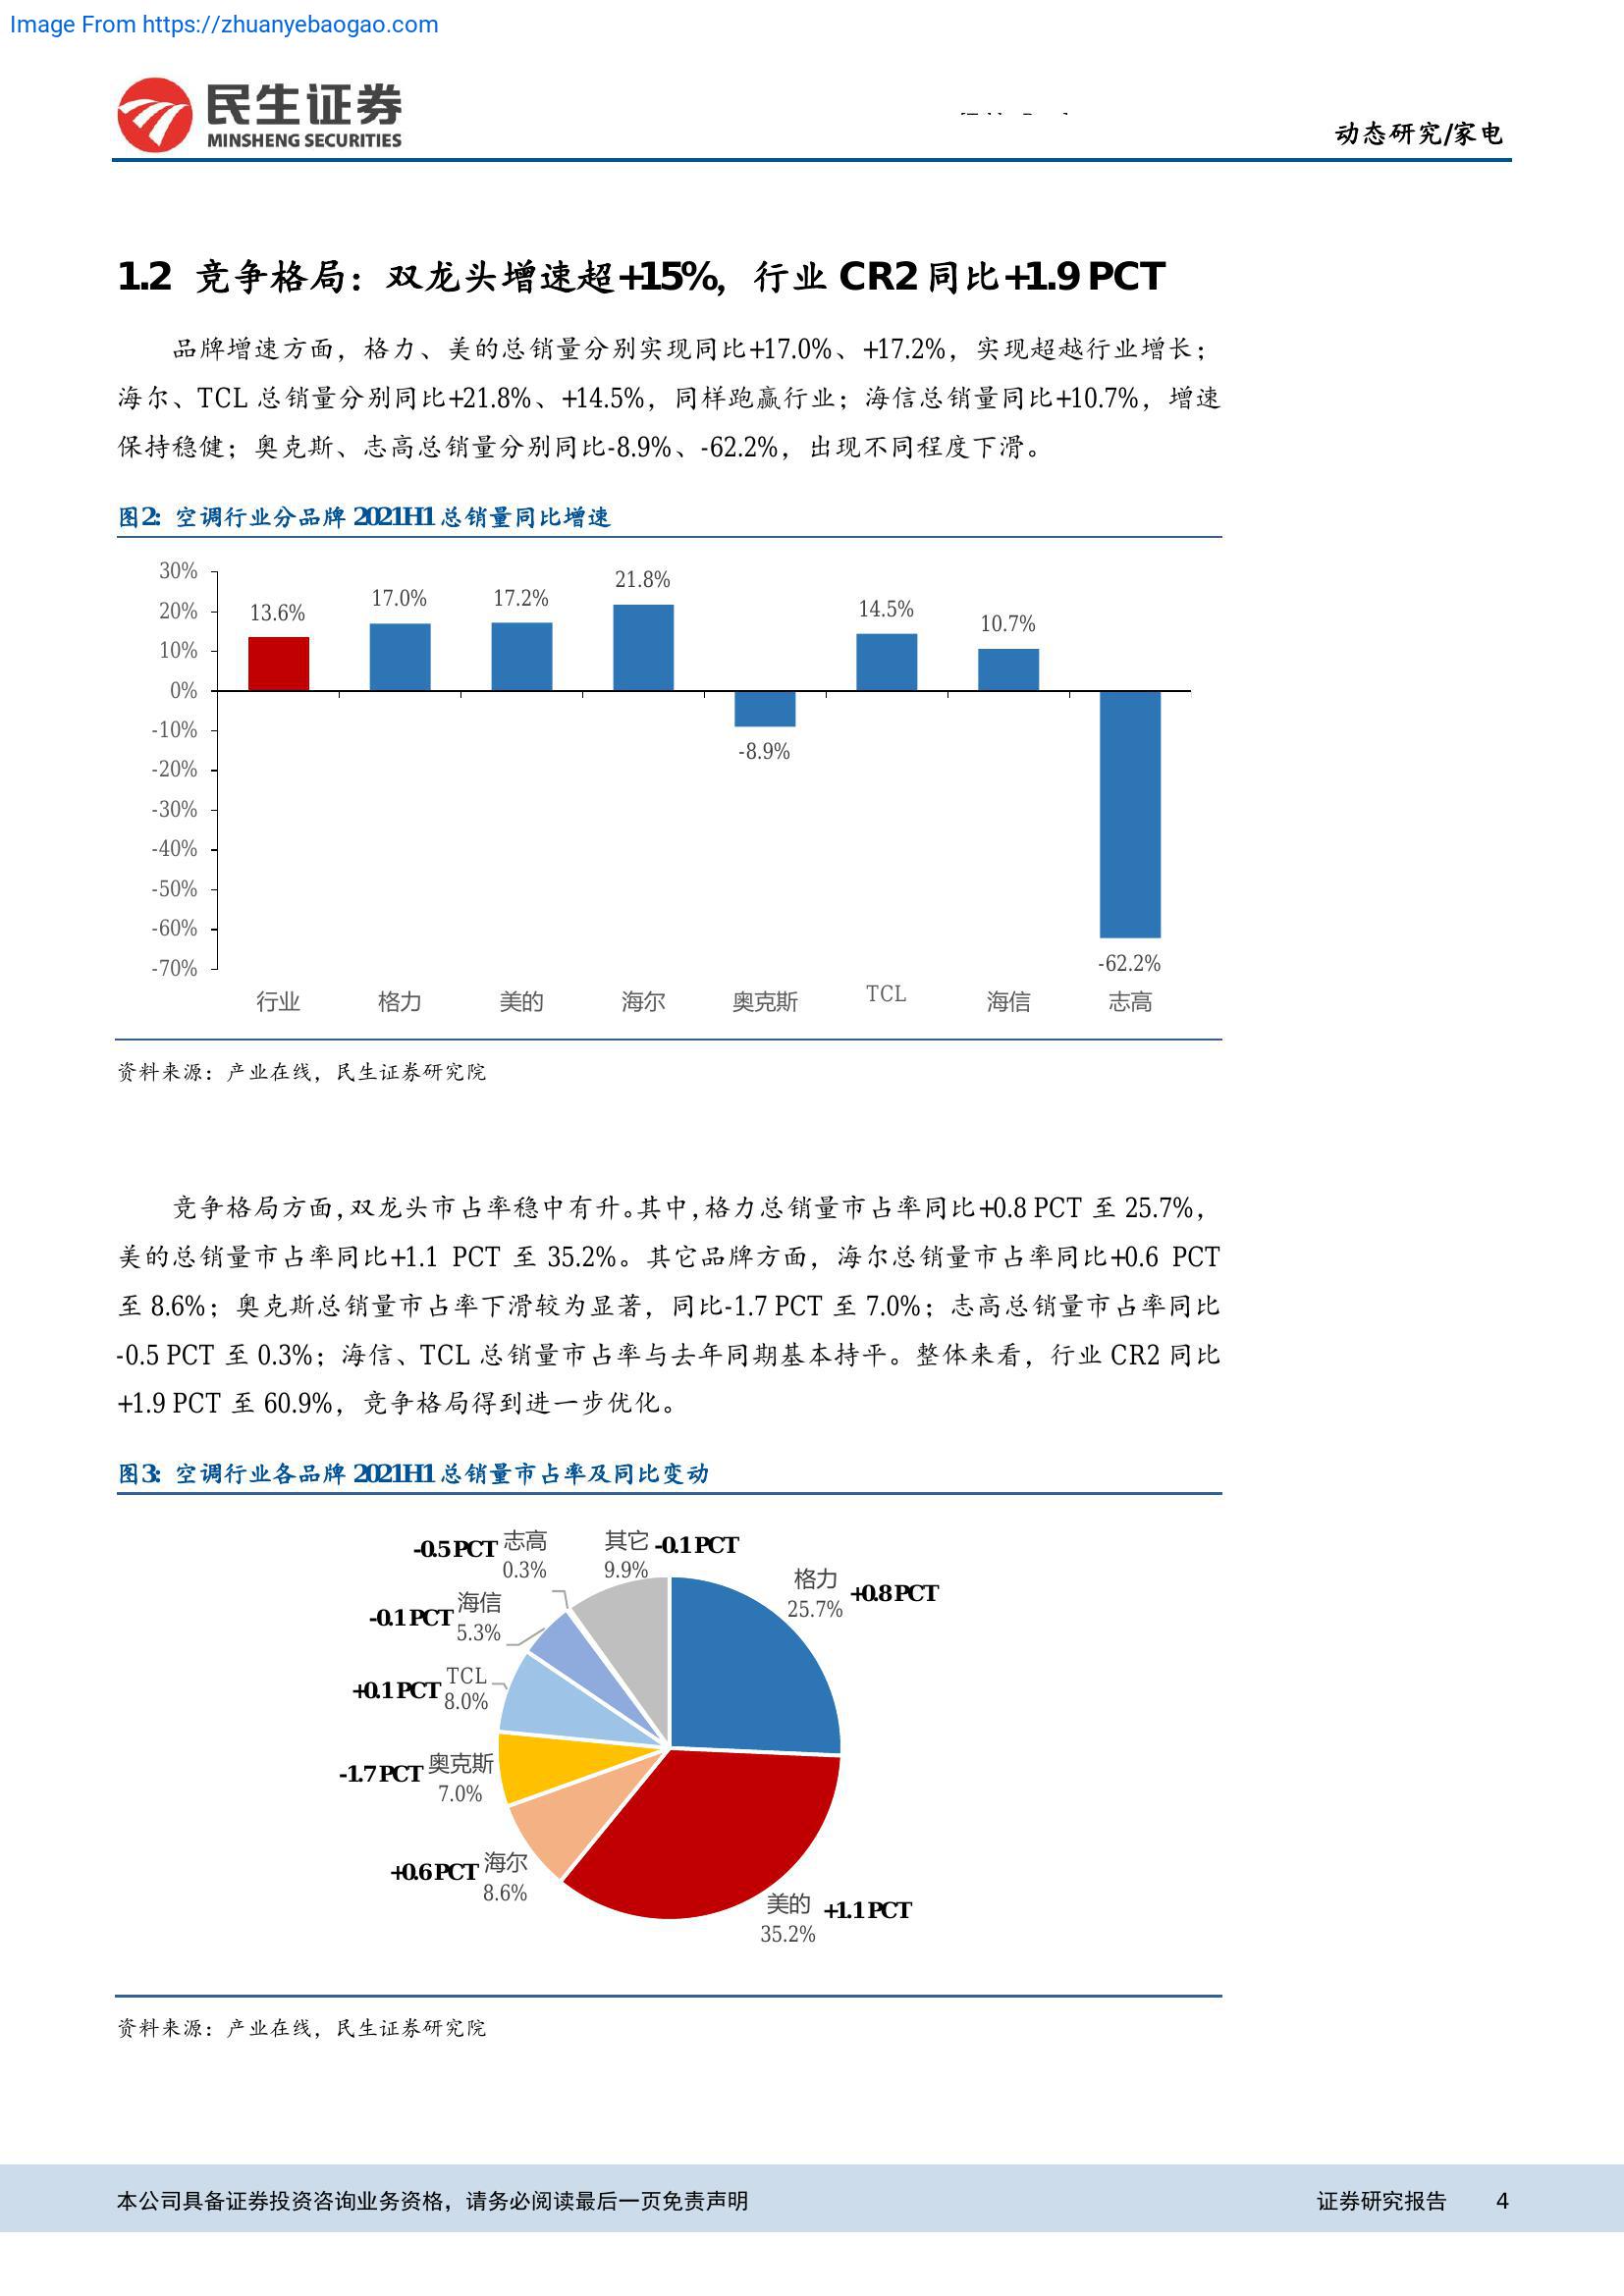 Image From https://zhuanyebaogao.com
民生证券
MINSHENG SECURITIES
动态研究/家电
1.2 竞争格局：双龙头增速超+15%，行业 CR2 同比+1.9 PCT
品牌增速方面，格力、美的总销量分别实现同比+17.0%、+17.2%，实现超越行业增长；
海尔、TCL 总销量分别同比+21.8%、+14.5%，同样跑赢行业；海信总销量同比+10.7%，增速
保持稳健；奥克斯、志高总销量分别同比-8.9%、-62.2%，出现不同程度下滑。
图2: 空调行业分品牌 2021H1 总销量同比增速
30%
20%
10%
0%
-10%
-20%
-30%
-40%
-50%
-60%
-70%
13.6%
17.0%
17.2%
21.8%
-8.9%
14.5%
10.7%
-62.2%
行业
格力
美的
海尔
奥克斯
TCL
海信
志高
资料来源：产业在线，民生证券研究院
竞争格局方面，双龙头市占率稳中有升。其中，格力总销量市占率同比+0.8 PCT 至 25.7%，
美的总销量市占率同比+1.1 PCT 至 35.2%。其它品牌方面，海尔总销量市占率同比+0.6 PCT
至 8.6%；奥克斯总销量市占率下滑较为显著，同比-1.7 PCT 至 7.0%；志高总销量市占率同比
-0.5 PCT 至 0.3%；海信、TCL 总销量市占率与去年同期基本持平。整体来看，行业 CR2 同比
+1.9 PCT 至 60.9%，竞争格局得到进一步优化。
图3: 空调行业各品牌 2021H1 总销量市占率及同比变动
-0.5 PCT
志高
0.3%
其它
9.9%
-0.1 PCT
格力
25.7%
+0.8 PCT
-0.1 PCT
海信
5.3%
+0.1 PCT
TCL
8.0%
-1.7 PCT
奥克斯
7.0%
+0.6 PCT
海尔
8.6%
美的
35.2%
+1.1 PCT
资料来源：产业在线，民生证券研究院
本公司具备证券投资咨询业务资格，请务必阅读最后一页免责声明
证券研究报告 4